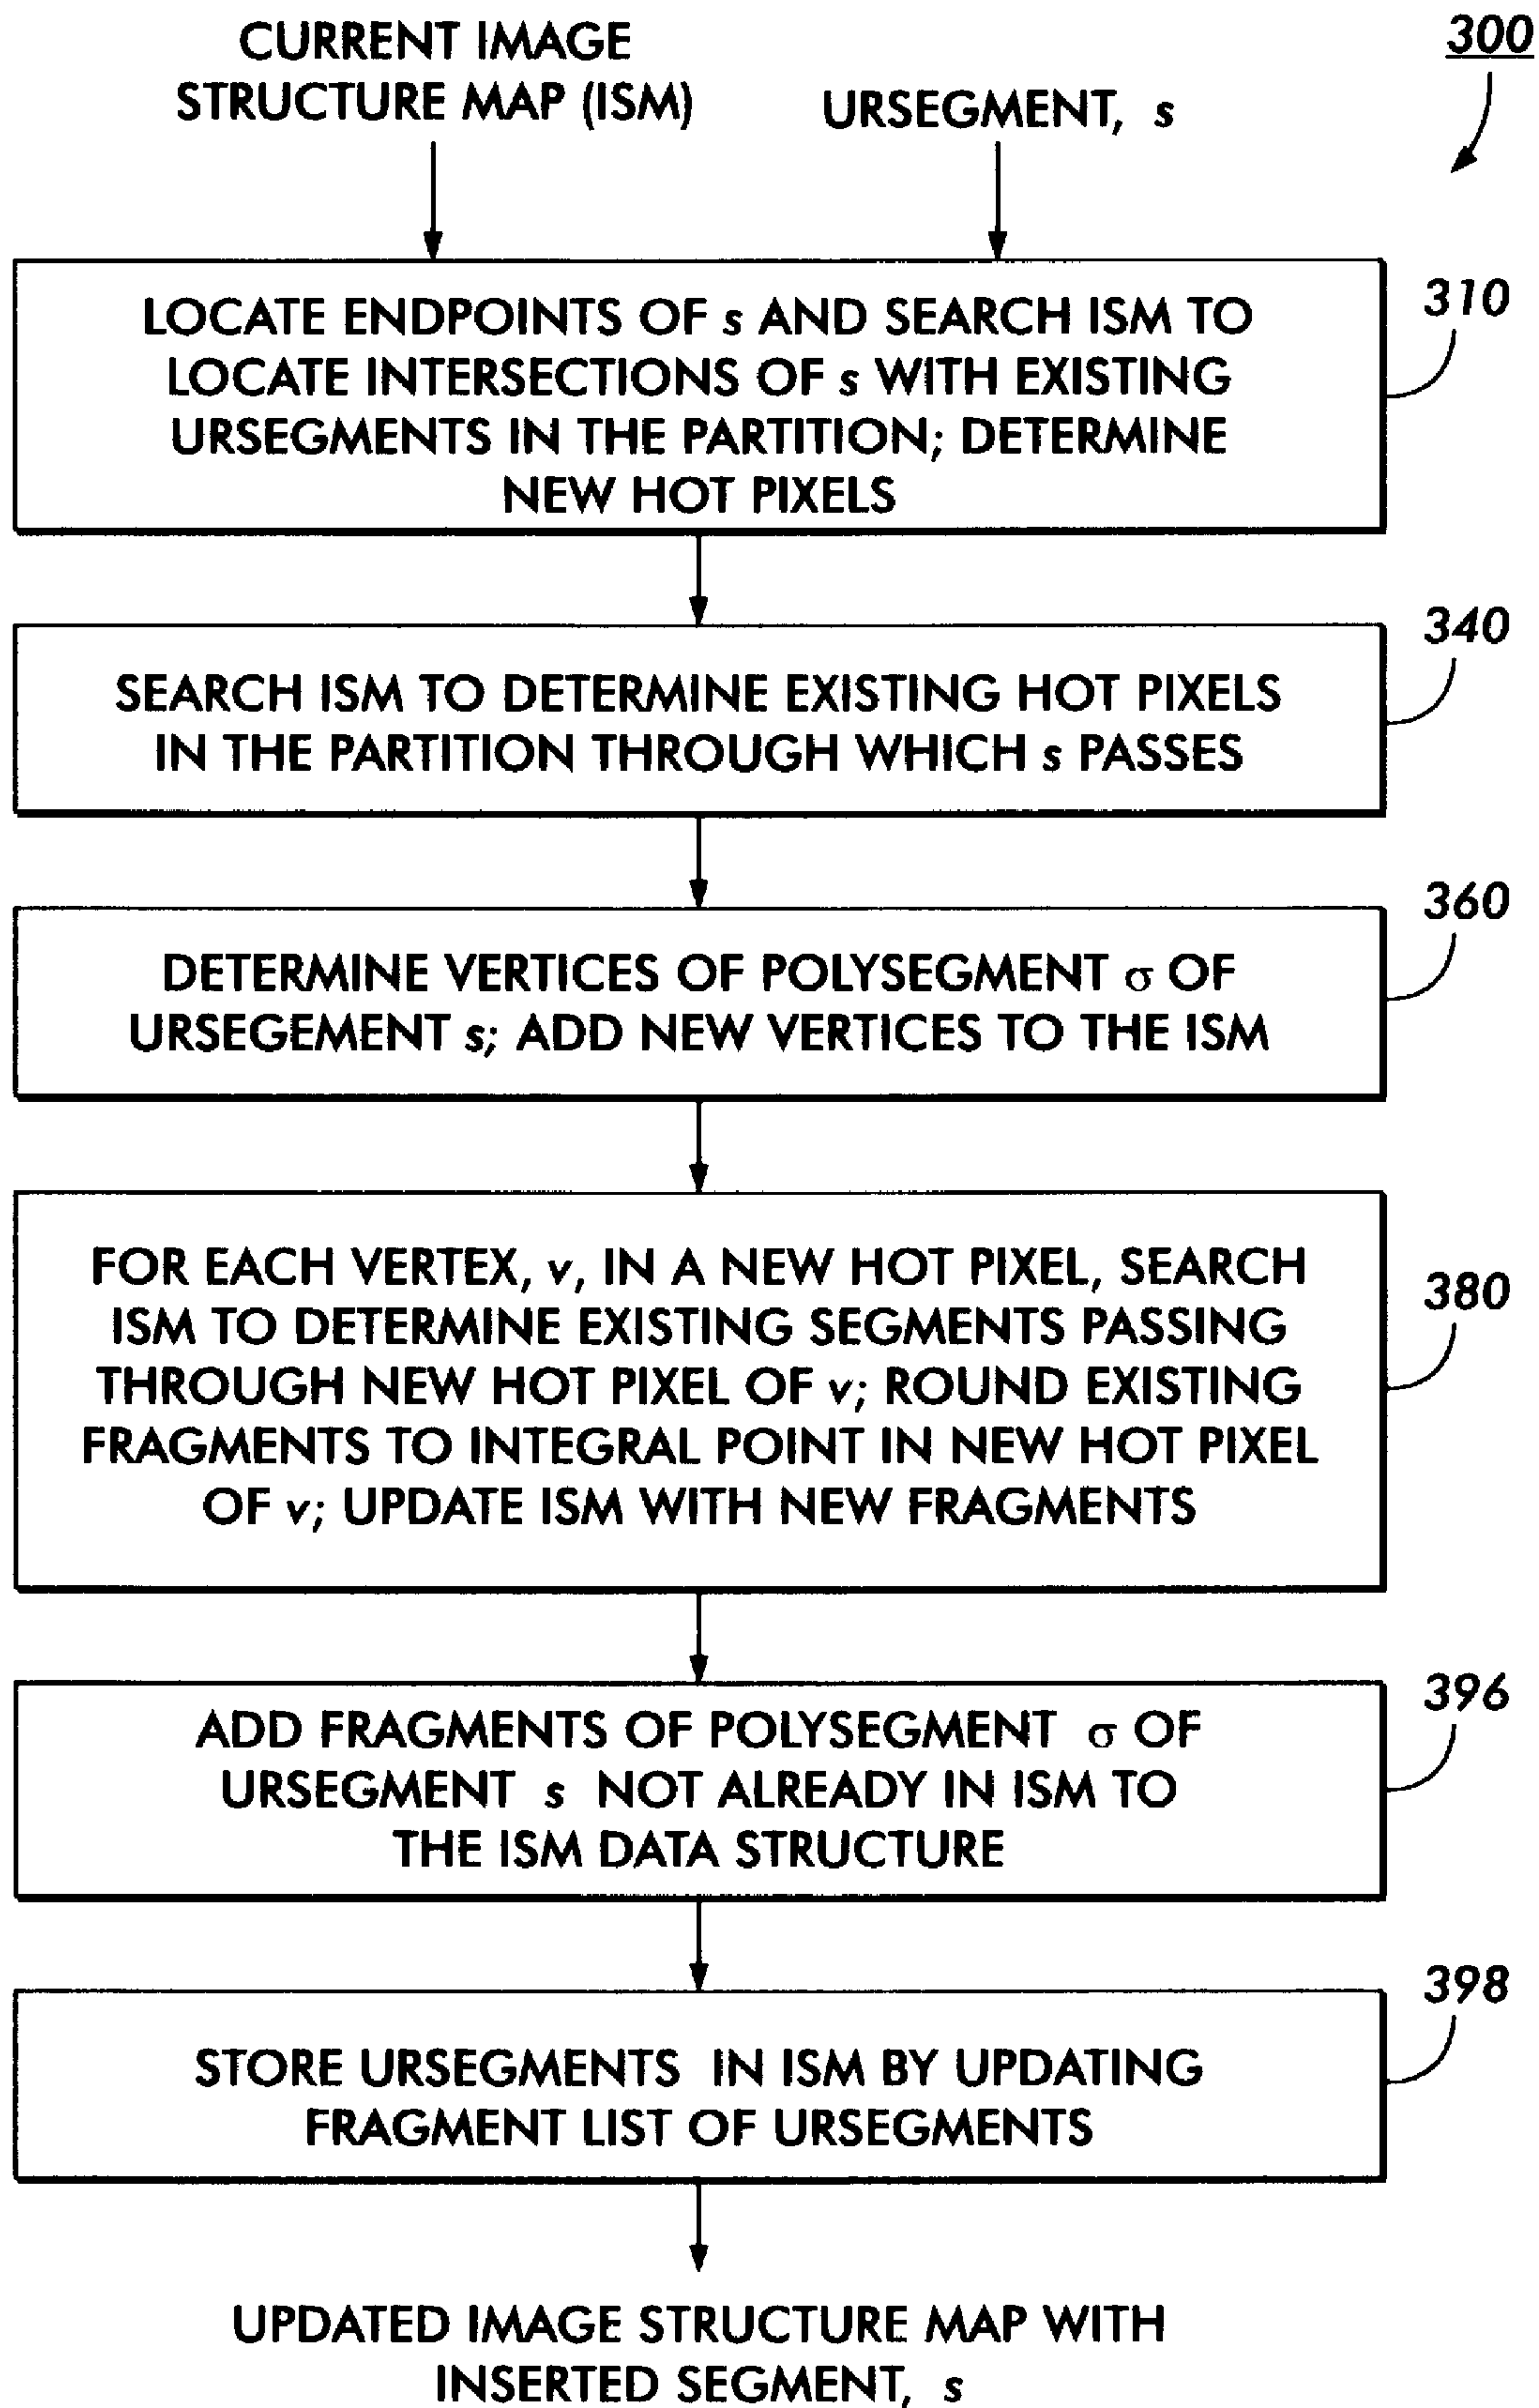 300
CURRENT IMAGE
STRUCTURE MAP (ISM)
URSEGMENT, s
LOCATE ENDPOINTS OF s AND SEARCH ISM TO
LOCATE INTERSECTIONS OF s WITH EXISTING
URSEGMENTS IN THE PARTITION; DETERMINE
NEW HOT PIXELS
310
SEARCH ISM TO DETERMINE EXISTING HOT PIXELS
IN THE PARTITION THROUGH WHICH s PASSES
340
DETERMINE VERTICES OF POLYSEGMENT σ OF
URSEGEMENT s; ADD NEW VERTICES TO THE ISM
360
FOR EACH VERTEX, v, IN A NEW HOT PIXEL, SEARCH
ISM TO DETERMINE EXISTING SEGMENTS PASSING
THROUGH NEW HOT PIXEL OF v; ROUND EXISTING
FRAGMENTS TO INTEGRAL POINT IN NEW HOT PIXEL
OF v; UPDATE ISM WITH NEW FRAGMENTS
380
ADD FRAGMENTS OF POLYSEGMENT σ OF
URSEGMENT s NOT ALREADY IN ISM TO
THE ISM DATA STRUCTURE
396
STORE URSEGMENTS IN ISM BY UPDATING
FRAGMENT LIST OF URSEGMENTS
398
UPDATED IMAGE STRUCTURE MAP WITH
INSERTED SEGMENT, s